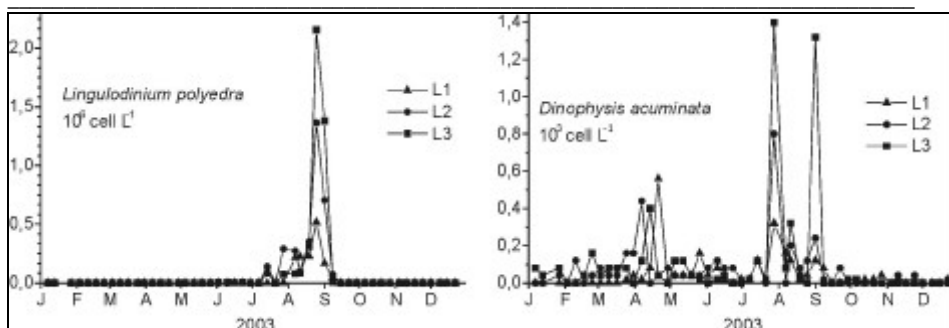 2,0
1,5
1,0
0,5
0,0
Lingulodinium polyedra
10⁶ cell L⁻¹
L1
L2
L3
J F M A M J J A S O N D
2003
1,4
1,2
1,0
0,8
0,6
0,4
0,2
0,0
Dinophysis acuminata
10³ cell L⁻¹
L1
L2
L3
J F M A M J J A S O N D
2003